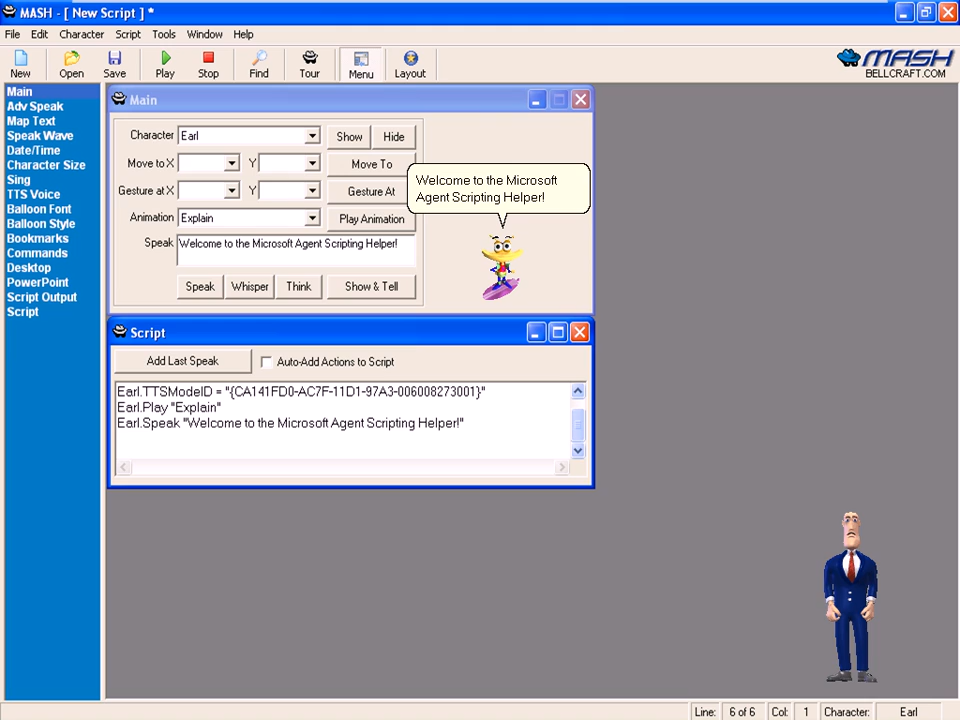 MASH - [ New Script ] *
File Edit Character Script Tools Window Help
New Open Save Play Stop Find Tour Menu Layout
MASH
BELLCRAFT.COM
Main
Adv Speak
Map Text
Speak Wave
Date/Time
Character Size
Sing
TTS Voice
Balloon Font
Balloon Style
Bookmarks
Commands
Desktop
PowerPoint
Script Output
Script
Main
Character Earl Show Hide
Move to X Y Move To
Gesture at X Y Gesture At
Animation Explain Play Animation
Speak Welcome to the Microsoft Agent Scripting Helper!
Speak Whisper Think Show & Tell
Welcome to the Microsoft
Agent Scripting Helper!
Script
Add Last Speak Auto-Add Actions to Script
Earl.TTSModeID = "{CA141FD0-AC7F-11D1-97A3-006008273001}"
Earl.Play "Explain"
Earl.Speak "Welcome to the Microsoft Agent Scripting Helper!"
Line: 6 of 6 Col: 1 Character: Earl